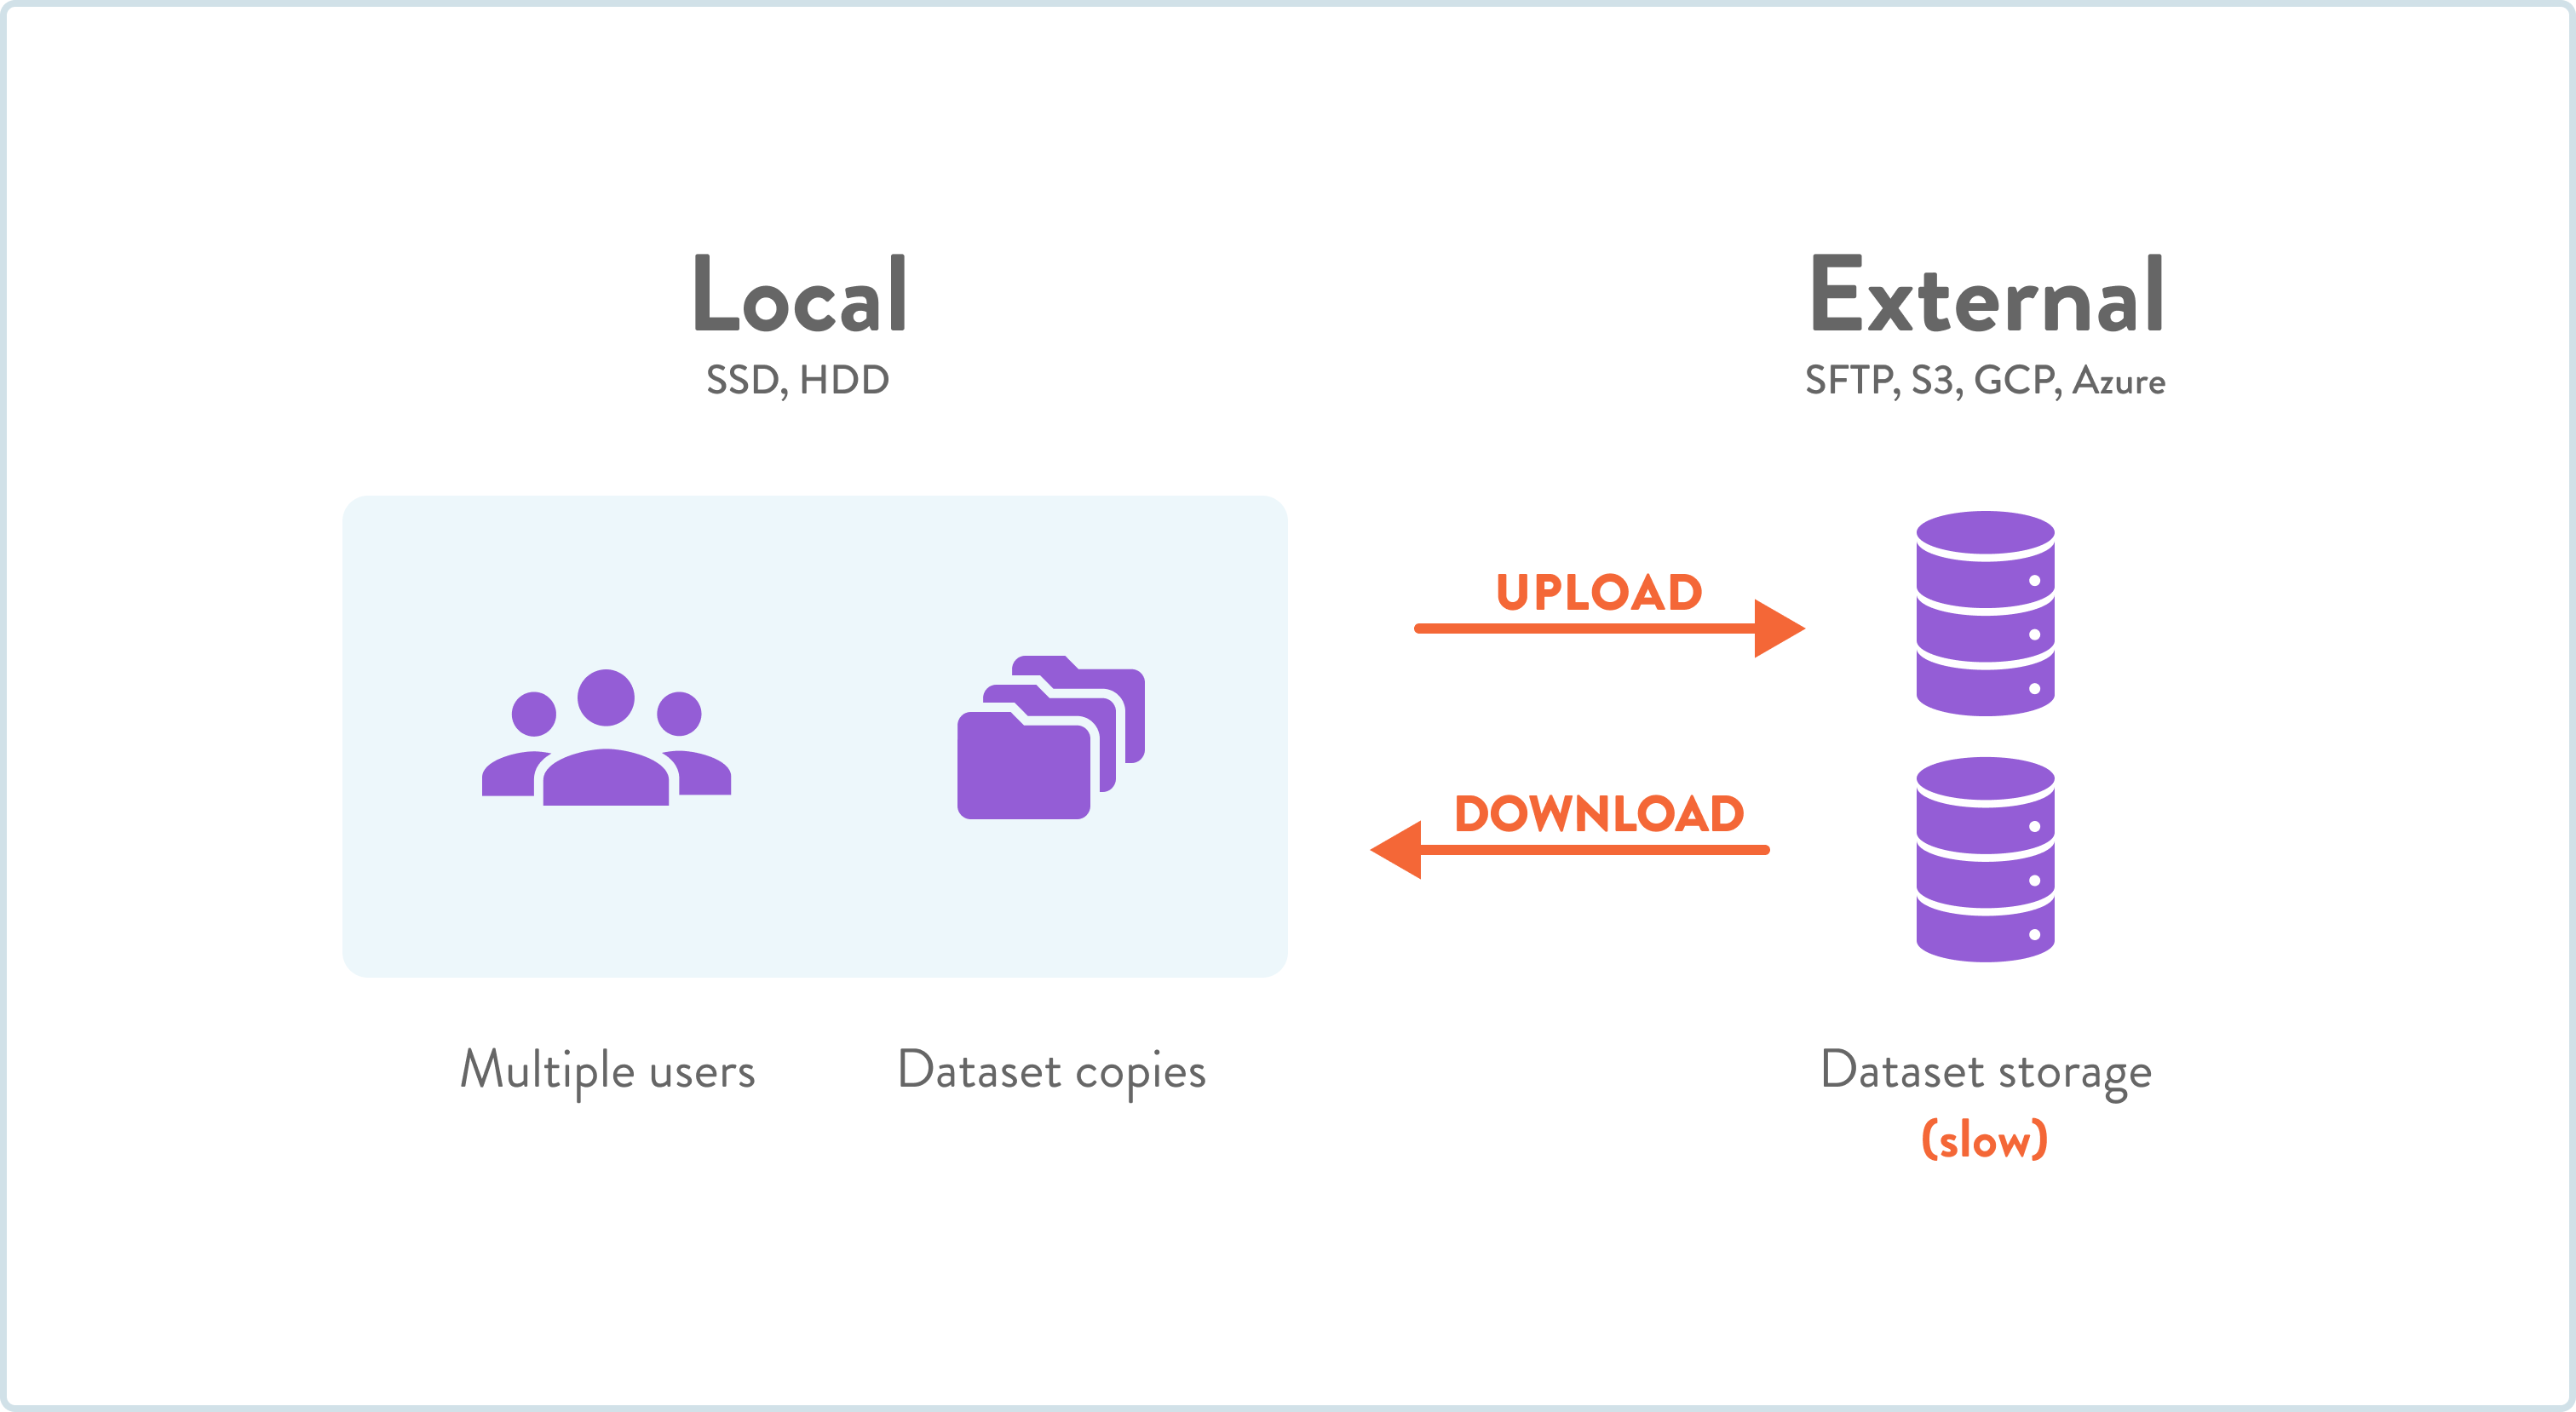 Local
SSD, HDD
External
SFTP, S3, GCP, Azure
UPLOAD
DOWNLOAD
Multiple users
Dataset copies
Dataset storage
(slow)